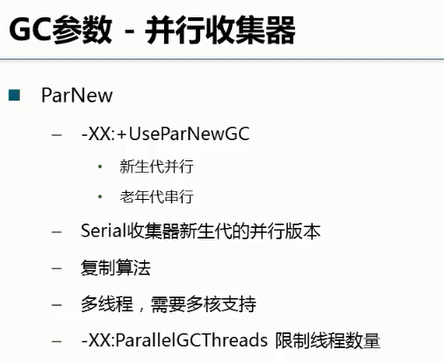 GC参数 - 并行收集器
ParNew
– -XX:+UseParNewGC
• 新生代并行
• 老年代串行
– Serial收集器新生代的并行版本
– 复制算法
– 多线程，需要多核支持
– -XX:ParallelGCThreads 限制线程数量